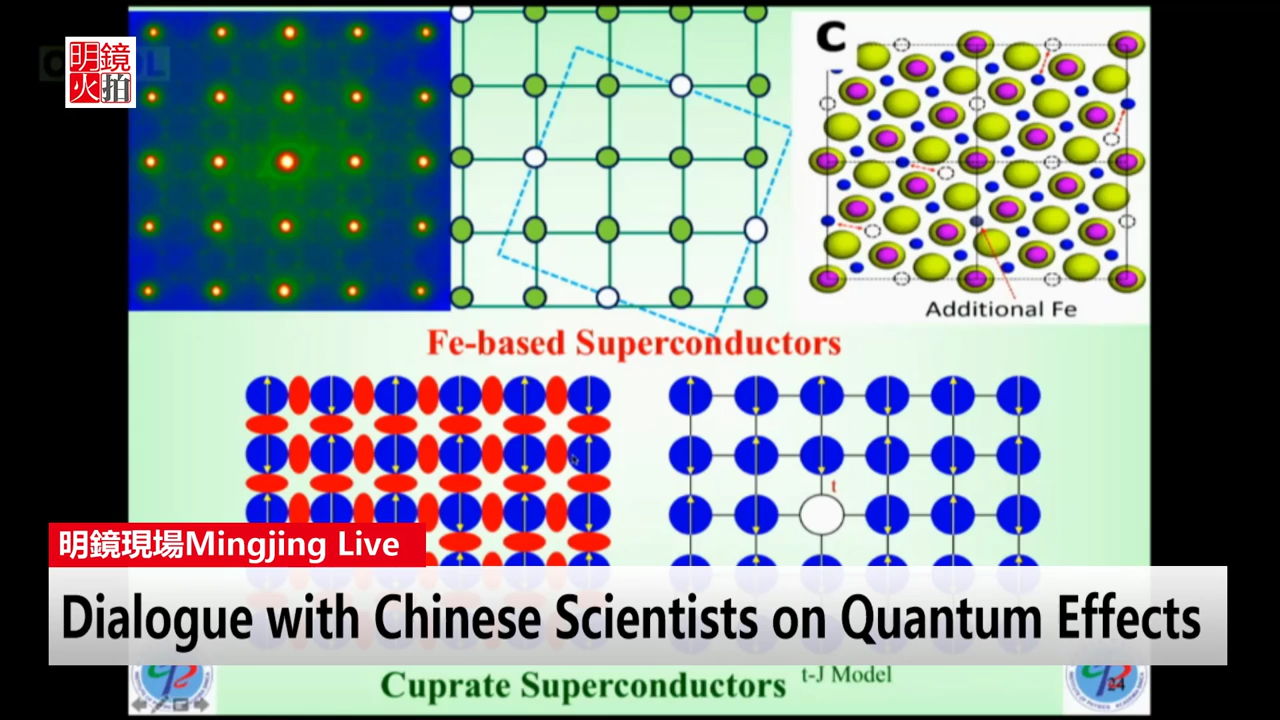 明鏡
火拍
C
Additional Fe
Fe-based Superconductors
t
明鏡現場Mingjing Live
Dialogue with Chinese Scientists on Quantum Effects
Cuprate Superconductors
t-J Model
24